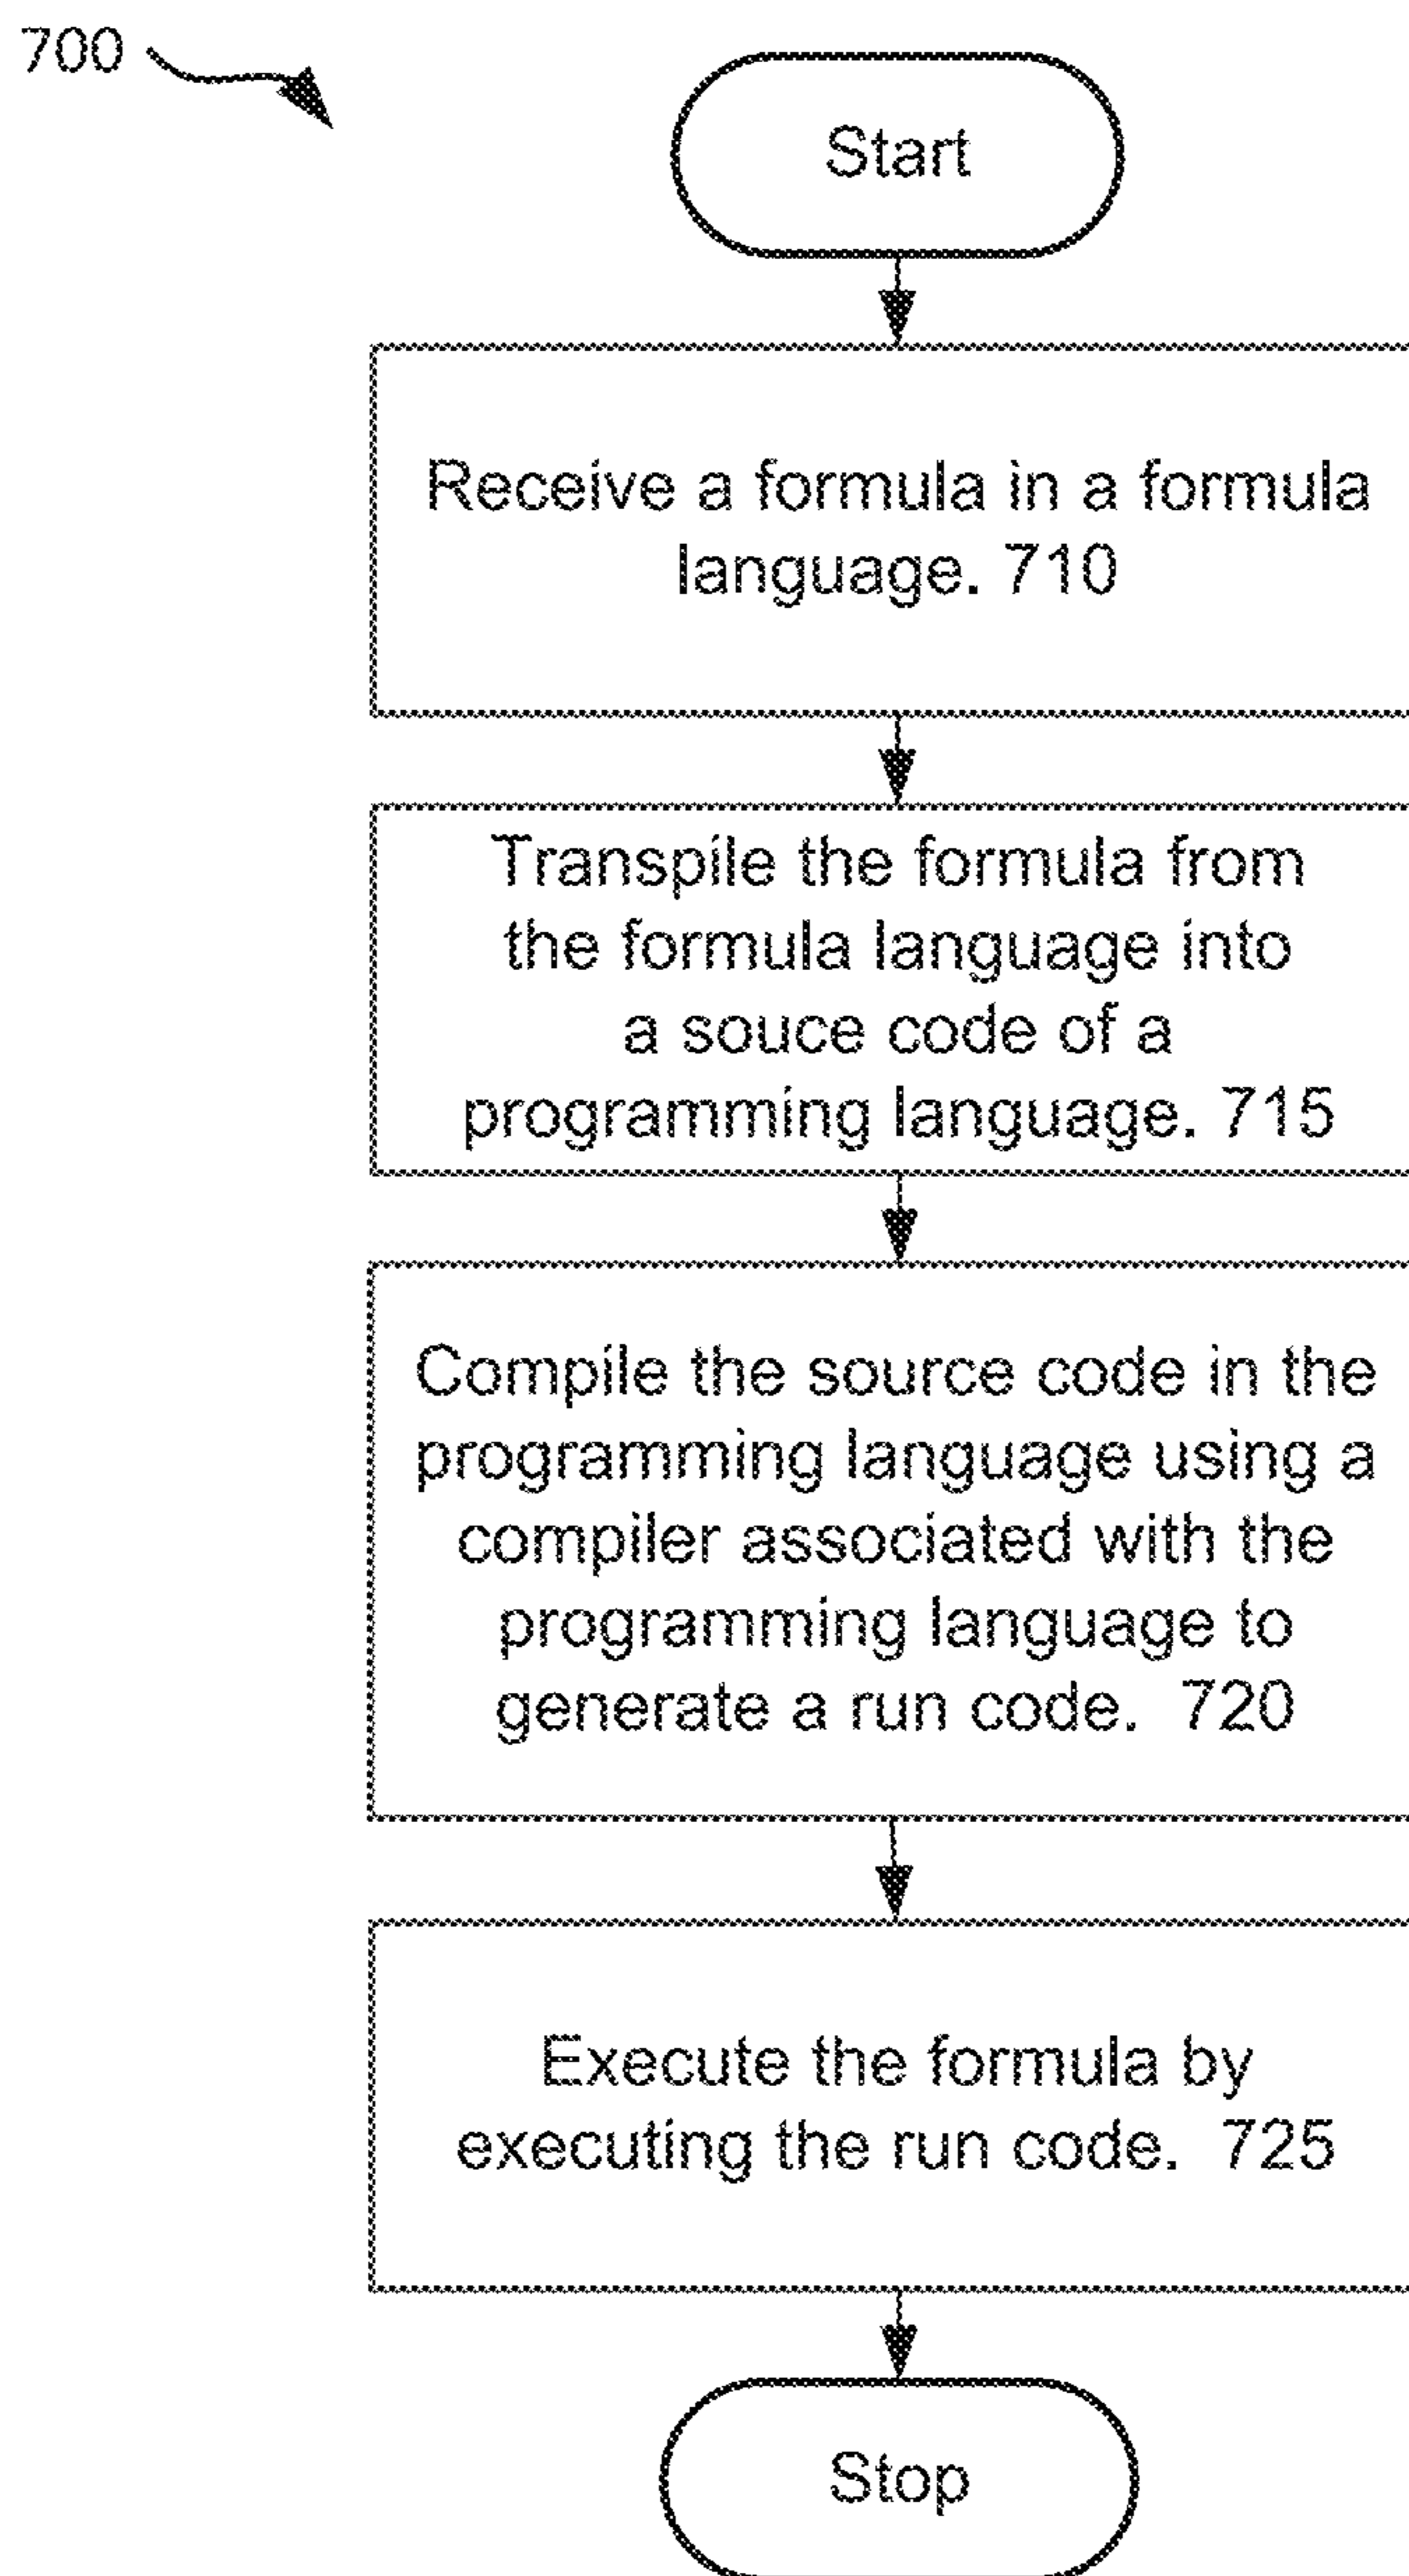 700
Start
Receive a formula in a formula
language. 710
Transpile the formula from
the formula language into
a souce code of a
programming language. 715
Compile the source code in the
programming language using a
compiler associated with the
programming language to
generate a run code. 720
Execute the formula by
executing the run code. 725
Stop